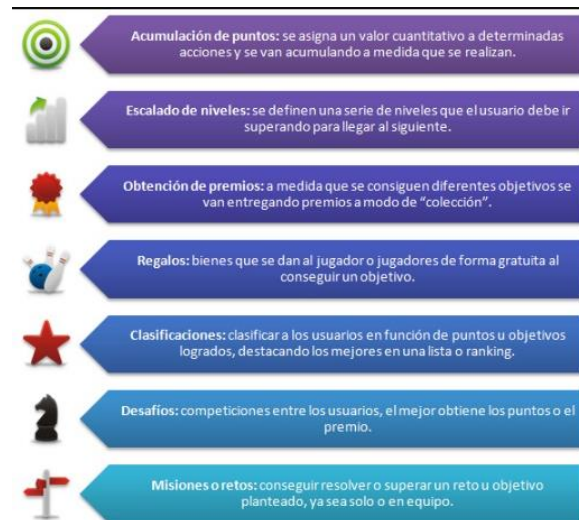 Acumulación de puntos: se asigna un valor cuantitativo a determinadas
acciones y se van acumulando a medida que se realizan.
Escalado de niveles: se definen una serie de niveles que el usuario debe ir
superando para llegar al siguiente.
Obtención de premios: a medida que se consiguen diferentes objetivos se
van entregando premios a modo de “colección”.
Regalos: bienes que se dan al jugador o jugadores de forma gratuita al
conseguir un objetivo.
Clasificaciones: clasificar a los usuarios en función de puntos u objetivos
logrados, destacando los mejores en una lista o ranking.
Desafíos: competiciones entre los usuarios, el mejor obtiene los puntos o el
premio.
Misiones o retos: conseguir resolver o superar un reto u objetivo
planteado, ya sea solo o en equipo.